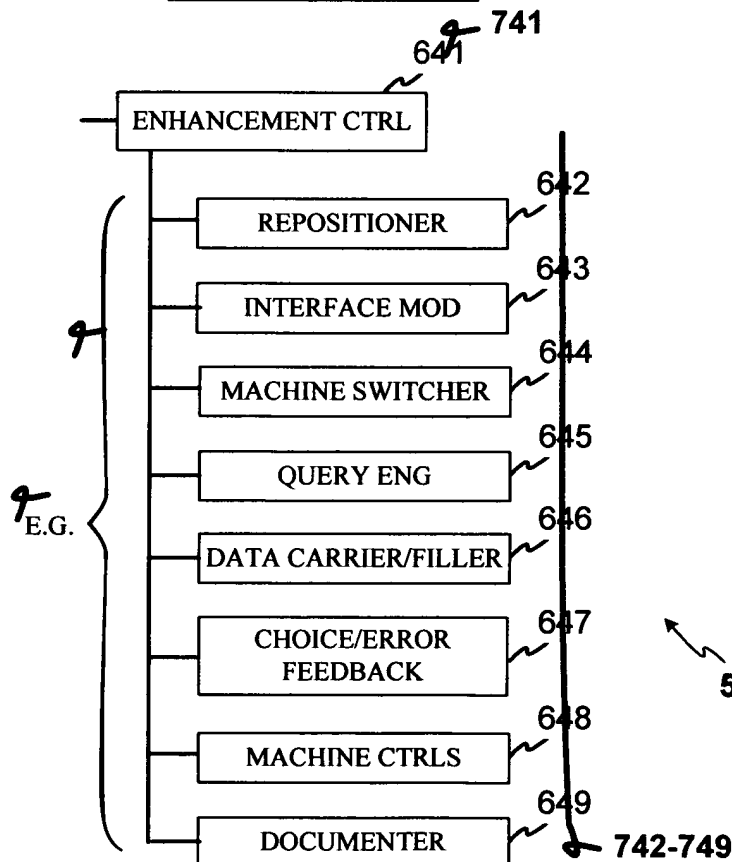 741
641
ENHANCEMENT CTRL
642
REPOSITIONER
643
INTERFACE MOD
644
MACHINE SWITCHER
645
QUERY ENG
E.G.
646
DATA CARRIER/FILLER
647
CHOICE/ERROR
FEEDBACK
5
648
MACHINE CTRLS
649
DOCUMENTER
742-749